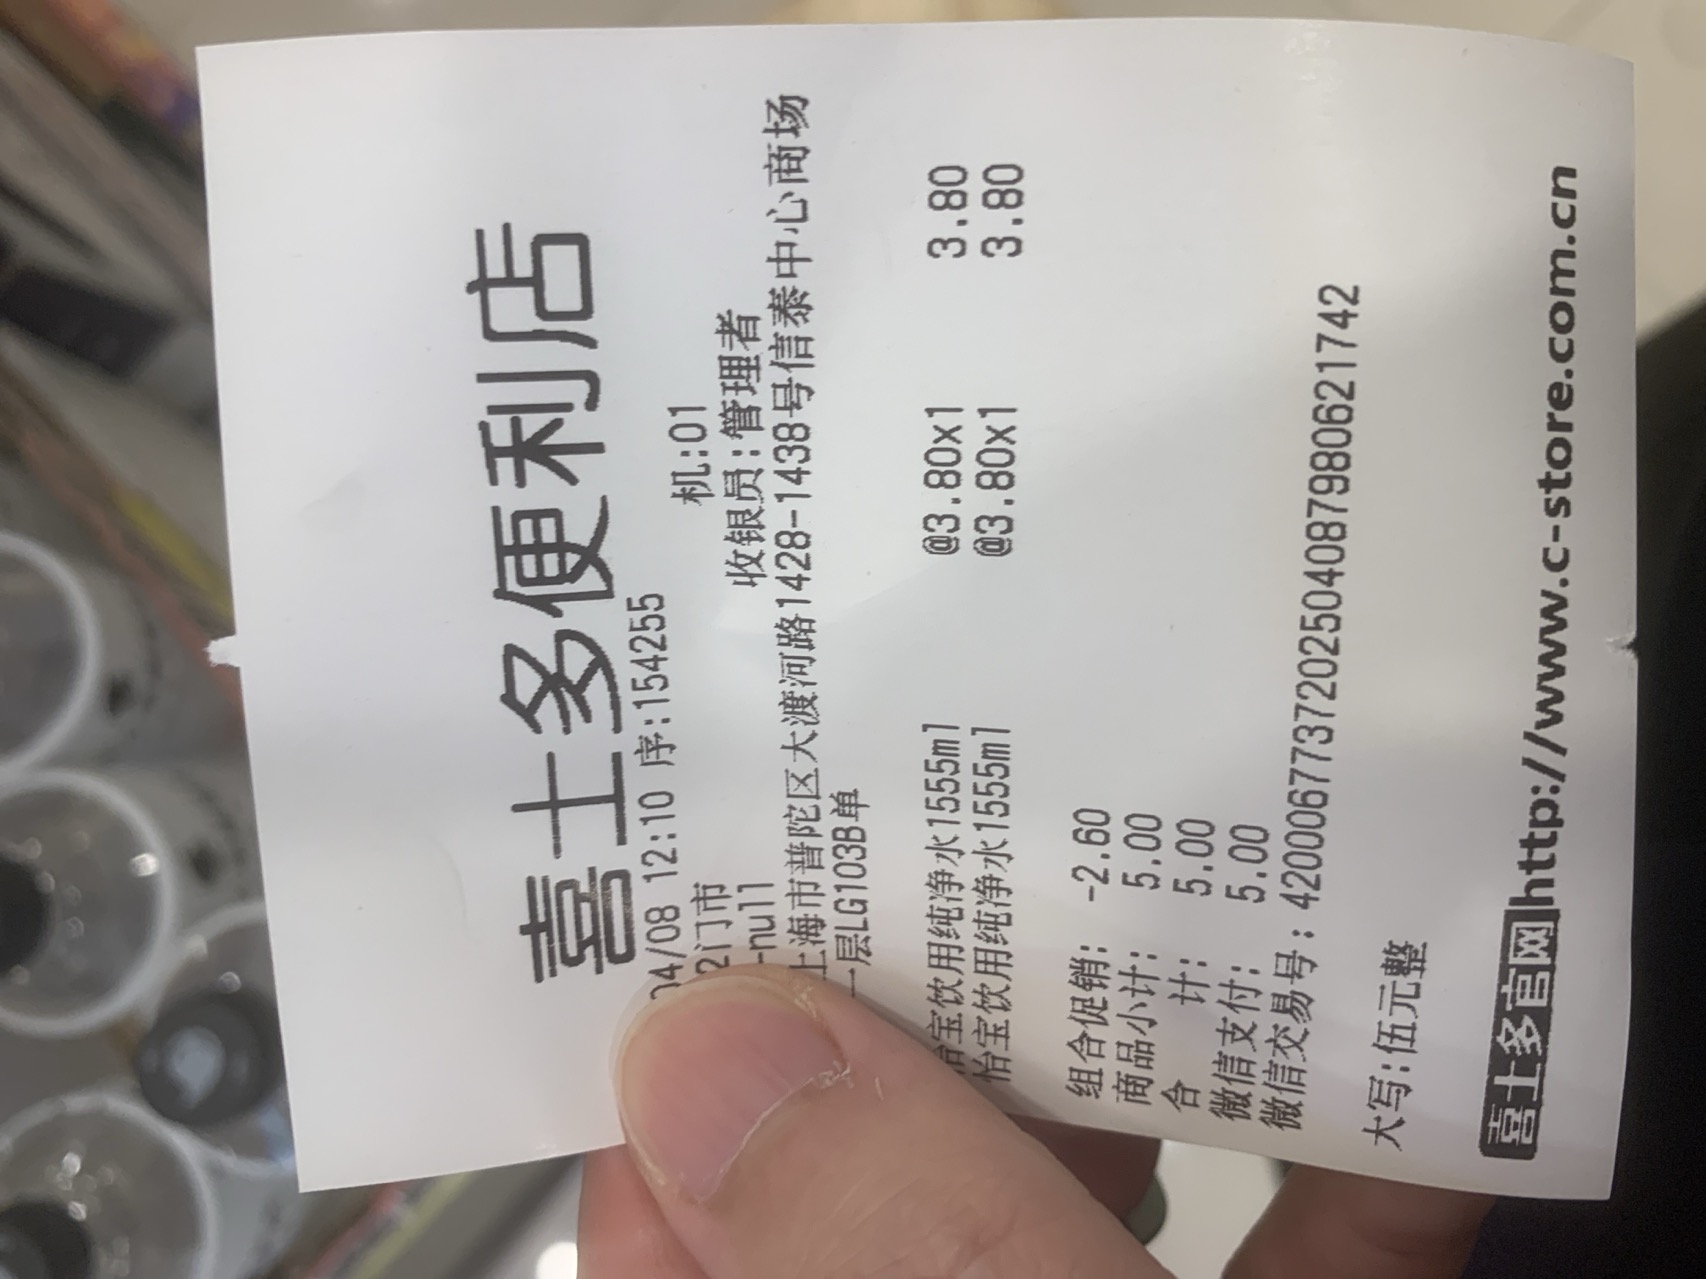 喜士多便利店
04/08 12:10 序:154255
2门市 机:01
-null 收银员:管理者
上海市普陀区大渡河路1428-1438号信泰中心商场
一层LG103B单
怡宝饮用纯净水1555ml @3.80x1 3.80
怡宝饮用纯净水1555ml @3.80x1 3.80
组合促销: -2.60
商品小计: 5.00
合 计: 5.00
微信支付: 5.00
微信交易号: 4200067737202504087980621742
大写:伍元整
喜士多官网http://www.c-store.com.cn